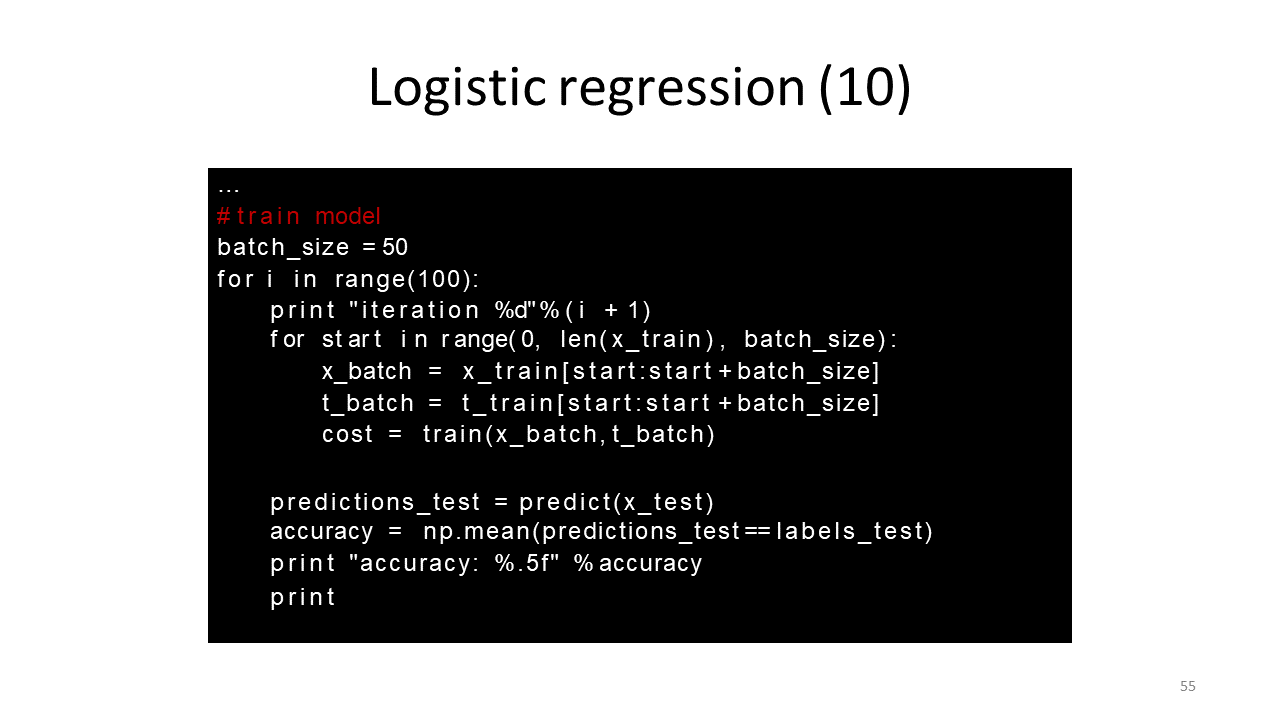 Logistic regression (10)
...
# train model
batch_size = 50
for i in range(100):
print "iteration %d" % (i + 1)
for start in range(0, len(x_train), batch_size):
x_batch = x_train[start:start + batch_size]
t_batch = t_train[start:start + batch_size]
cost = train(x_batch, t_batch)
predictions_test = predict(x_test)
accuracy = np.mean(predictions_test == labels_test)
print "accuracy: %.5f" % accuracy
print
55